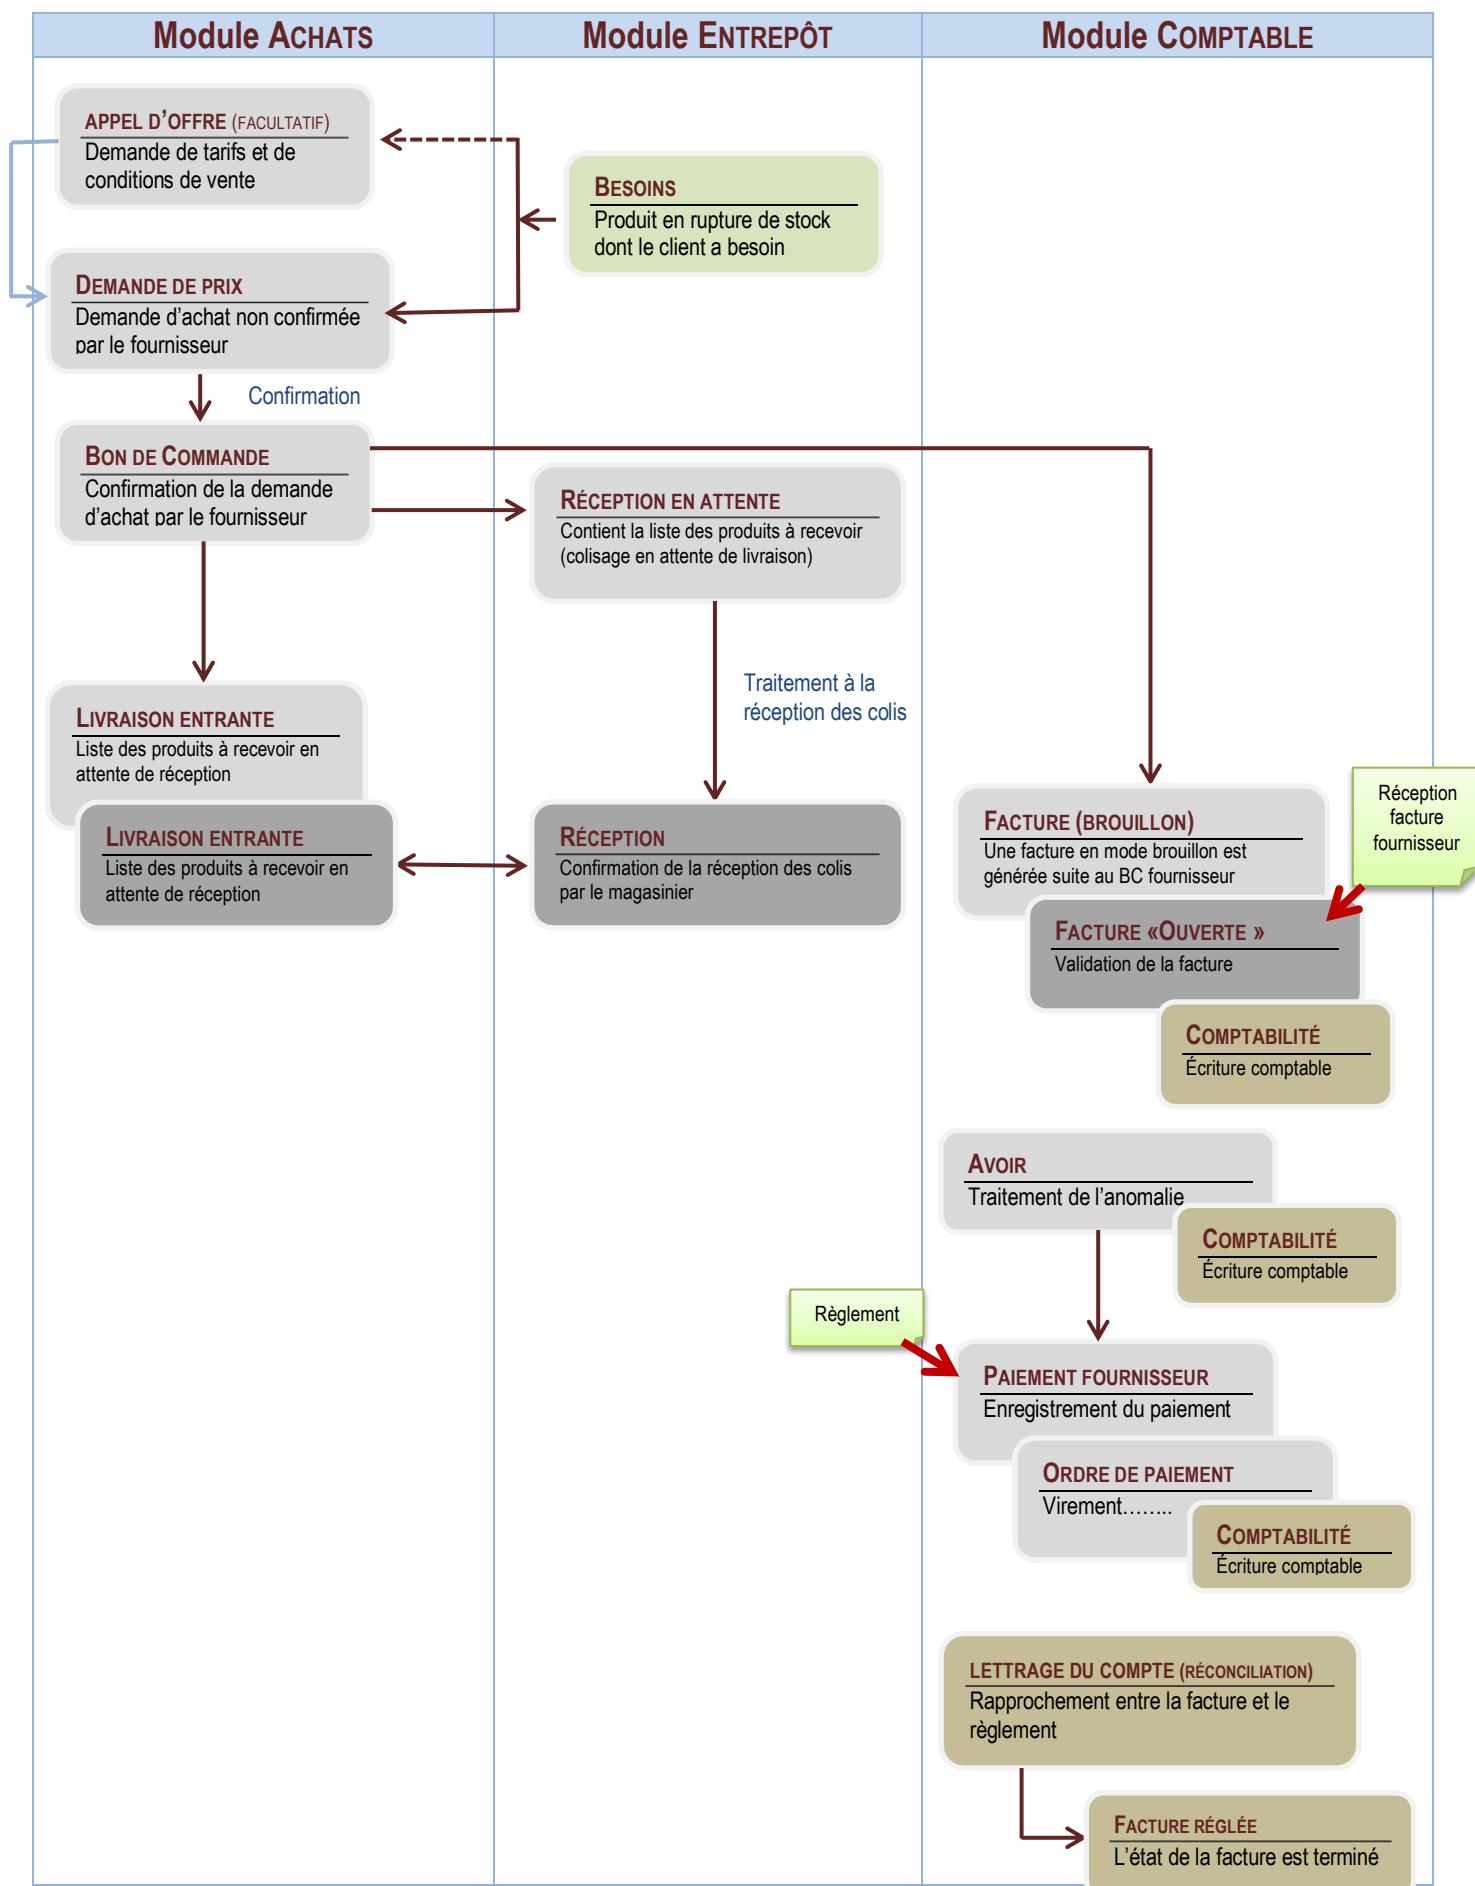 Module ACHATS
Module ENTREPÔT
Module COMPTABLE
APPEL D'OFFRE (FACULTATIF)
Demande de tarifs et de
conditions de vente
BESOINS
Produit en rupture de stock
dont le client a besoin
DEMANDE DE PRIX
Demande d'achat non confirmée
par le fournisseur
Confirmation
BON DE COMMANDE
Confirmation de la demande
d'achat par le fournisseur
RÉCEPTION EN ATTENTE
Contient la liste des produits à recevoir
(colisage en attente de livraison)
Traitement à la
réception des colis
LIVRAISON ENTRANTE
Liste des produits à recevoir en
attente de réception
LIVRAISON ENTRANTE
Liste des produits à recevoir en
attente de réception
RÉCEPTION
Confirmation de la réception des colis
par le magasinier
FACTURE (BROUILLON)
Une facture en mode brouillon est
générée suite au BC fournisseur
Réception
facture
fournisseur
FACTURE «OUVERTE »
Validation de la facture
COMPTABILITÉ
Écriture comptable
AVOIR
Traitement de l'anomalie
COMPTABILITÉ
Écriture comptable
Règlement
PAIEMENT FOURNISSEUR
Enregistrement du paiement
ORDRE DE PAIEMENT
Virement……..
COMPTABILITÉ
Écriture comptable
LETTRAGE DU COMPTE (RÉCONCILIATION)
Rapprochement entre la facture et le
règlement
FACTURE RÉGLÉE
L'état de la facture est terminé